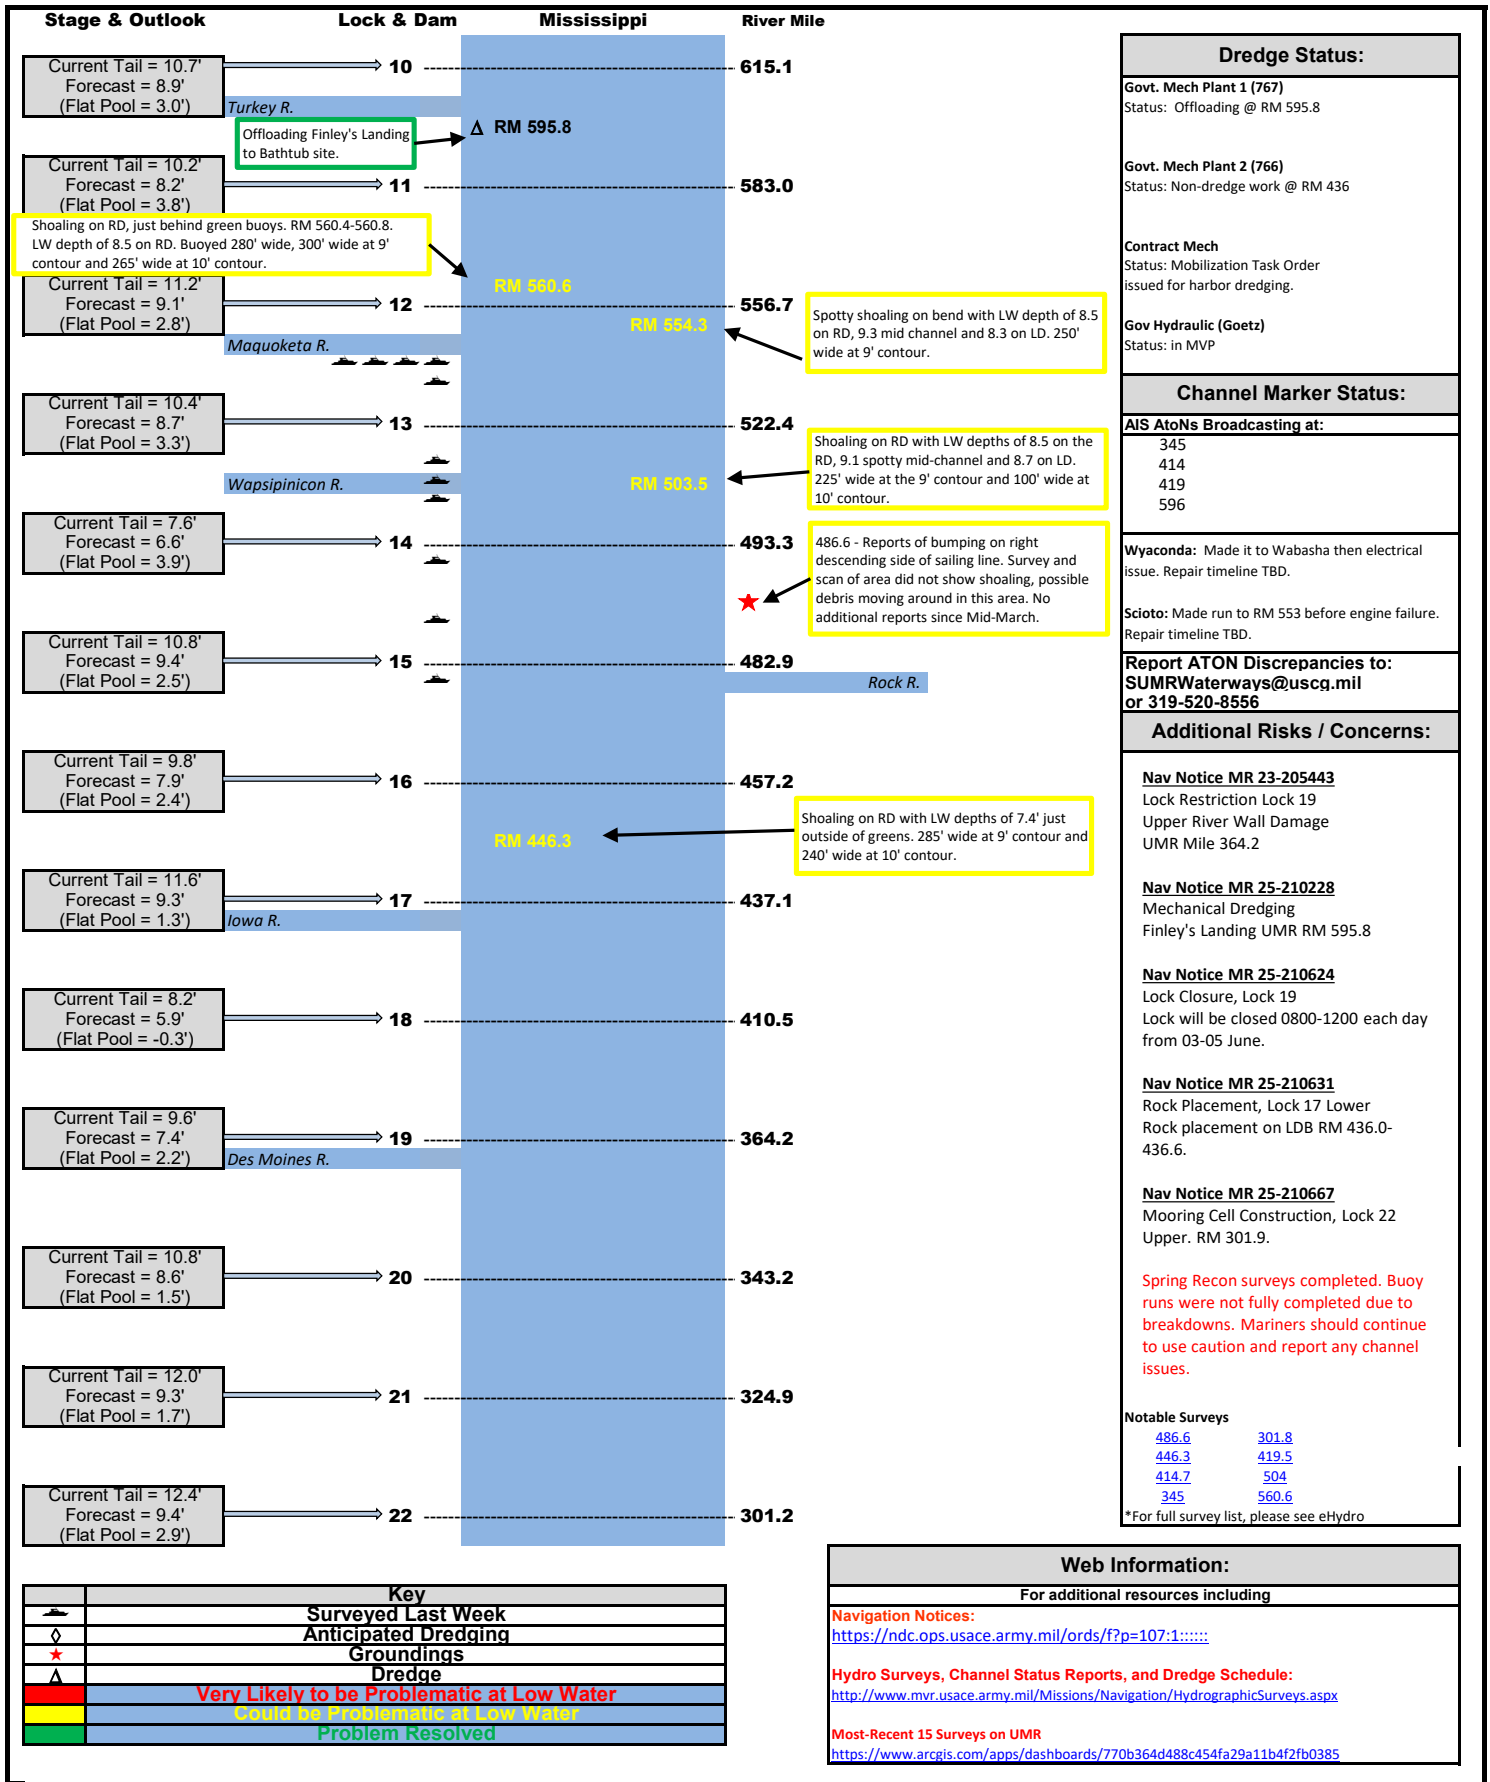 Stage & Outlook
Lock & Dam
Mississippi
River Mile
Current Tail = 10.7'
Forecast = 8.9'
(Flat Pool = 3.0')
10
615.1
Turkey R.
Offloading Finley's Landing
to Bathtub site.
Δ RM 595.8
Current Tail = 10.2'
Forecast = 8.2'
(Flat Pool = 3.8')
11
583.0
Shoaling on RD, just behind green buoys. RM 560.4-560.8.
LW depth of 8.5 on RD. Buoyed 280' wide, 300' wide at 9'
contour and 265' wide at 10' contour.
RM 560.6
Current Tail = 11.2'
Forecast = 9.1'
(Flat Pool = 2.8')
12
556.7
RM 554.3
Spotty shoaling on bend with LW depth of 8.5
on RD, 9.3 mid channel and 8.3 on LD. 250'
wide at 9' contour.
Maquoketa R.
Current Tail = 10.4'
Forecast = 8.7'
(Flat Pool = 3.3')
13
522.4
Wapsipinicon R.
RM 503.5
Shoaling on RD with LW depths of 8.5 on the
RD, 9.1 spotty mid-channel and 8.7 on LD.
225' wide at the 9' contour and 100' wide at
10' contour.
Current Tail = 7.6'
Forecast = 6.6'
(Flat Pool = 3.9')
14
493.3
486.6 - Reports of bumping on right
descending side of sailing line. Survey and
scan of area did not show shoaling, possible
debris moving around in this area. No
additional reports since Mid-March.
Current Tail = 10.8'
Forecast = 9.4'
(Flat Pool = 2.5')
15
482.9
Rock R.
Current Tail = 9.8'
Forecast = 7.9'
(Flat Pool = 2.4')
16
457.2
RM 446.3
Shoaling on RD with LW depths of 7.4' just
outside of greens. 285' wide at 9' contour and
240' wide at 10' contour.
Current Tail = 11.6'
Forecast = 9.3'
(Flat Pool = 1.3')
17
437.1
Iowa R.
Current Tail = 8.2'
Forecast = 5.9'
(Flat Pool = -0.3')
18
410.5
Current Tail = 9.6'
Forecast = 7.4'
(Flat Pool = 2.2')
19
364.2
Des Moines R.
Current Tail = 10.8'
Forecast = 8.6'
(Flat Pool = 1.5')
20
343.2
Current Tail = 12.0'
Forecast = 9.3'
(Flat Pool = 1.7')
21
324.9
Current Tail = 12.4'
Forecast = 9.4'
(Flat Pool = 2.9')
22
301.2
Dredge Status:
Govt. Mech Plant 1 (767)
Status:  Offloading @ RM 595.8
Govt. Mech Plant 2 (766)
Status: Non-dredge work @ RM 436
Contract Mech
Status: Mobilization Task Order
issued for harbor dredging.
Gov Hydraulic (Goetz)
Status: in MVP
Channel Marker Status:
AIS AtoNs Broadcasting at:
345
414
419
596
Wyaconda:  Made it to Wabasha then electrical
issue. Repair timeline TBD.
Scioto: Made run to RM 553 before engine failure.
Repair timeline TBD.
Report ATON Discrepancies to:
SUMRWaterways@uscg.mil
or 319-520-8556
Additional Risks / Concerns:
Nav Notice MR 23-205443
Lock Restriction Lock 19
Upper River Wall Damage
UMR Mile 364.2
Nav Notice MR 25-210228
Mechanical Dredging
Finley's Landing UMR RM 595.8
Nav Notice MR 25-210624
Lock Closure, Lock 19
Lock will be closed 0800-1200 each day
from 03-05 June.
Nav Notice MR 25-210631
Rock Placement, Lock 17 Lower
Rock placement on LDB RM 436.0-
436.6.
Nav Notice MR 25-210667
Mooring Cell Construction, Lock 22
Upper. RM 301.9.
Spring Recon surveys completed. Buoy
runs were not fully completed due to
breakdowns. Mariners should continue
to use caution and report any channel
issues.
Notable Surveys
486.6 301.8
446.3 419.5
414.7 504
345 560.6
*For full survey list, please see eHydro
Key
Surveyed Last Week
◊ Anticipated Dredging
★ Groundings
Δ Dredge
Very Likely to be Problematic at Low Water
Could be Problematic at Low Water
Problem Resolved
Web Information:
For additional resources including
Navigation Notices:
https://ndc.ops.usace.army.mil/ords/f?p=107:1::::::
Hydro Surveys, Channel Status Reports, and Dredge Schedule:
http://www.mvr.usace.army.mil/Missions/Navigation/HydrographicSurveys.aspx
Most-Recent 15 Surveys on UMR
https://www.arcgis.com/apps/dashboards/770b364d488c454fa29a11b4f2fb0385